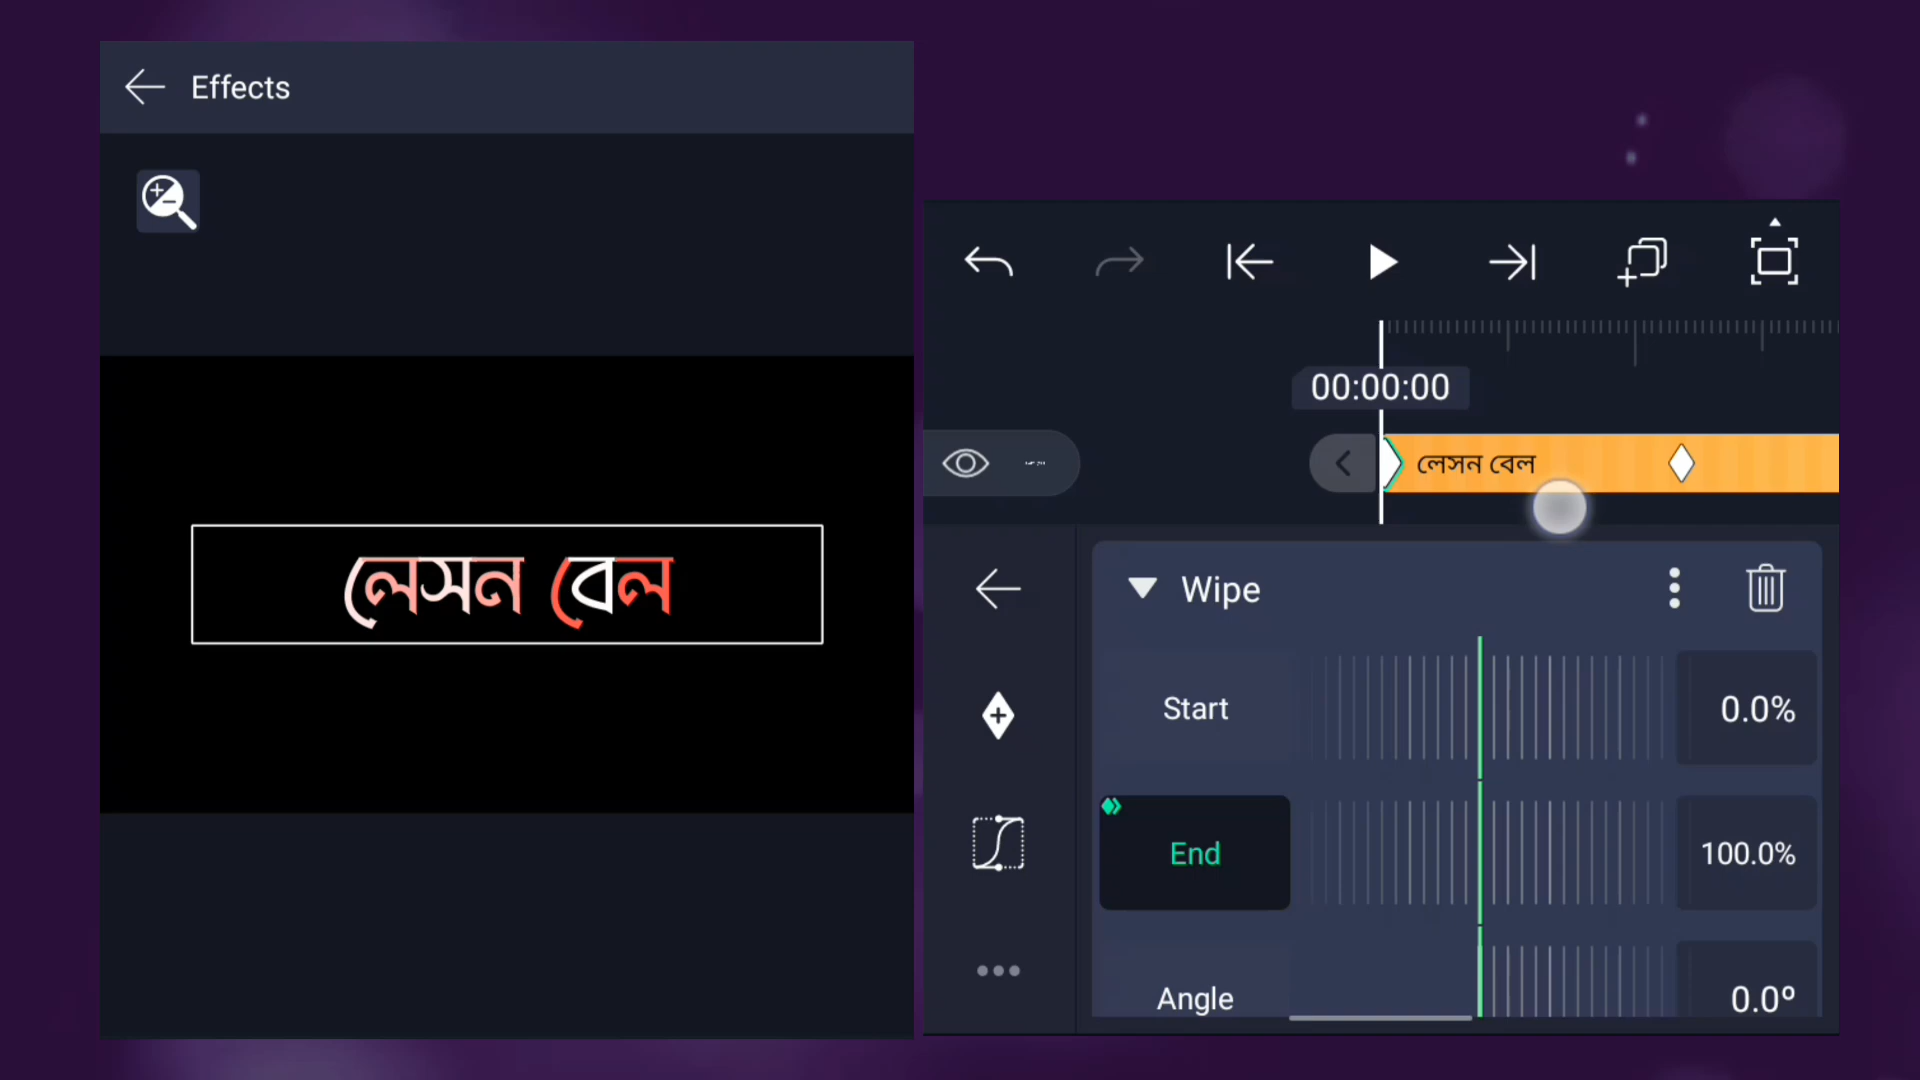 Effects
লেসন বেল
00:00:00
লেসন বেল
Wipe
Start
0.0%
End
100.0%
Angle
0.0º